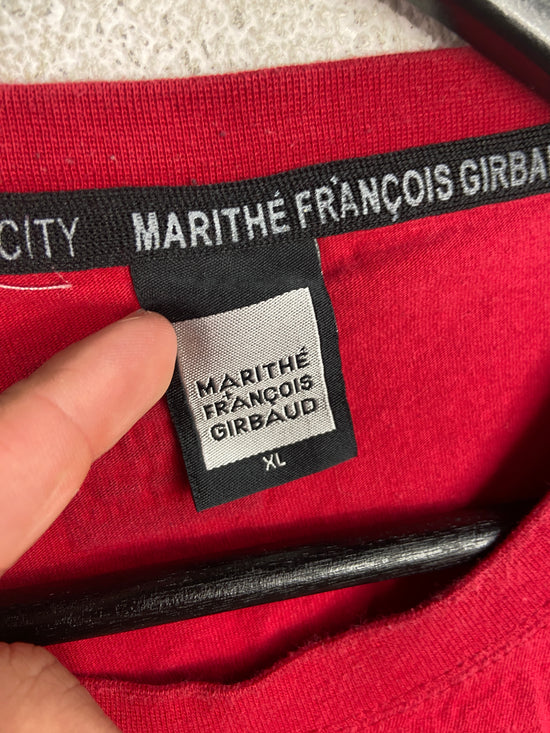 CITY MARITHÉ FRANÇOIS GIRBA
MARITHÉ
+
FRANÇOIS
GIRBAUD
XL